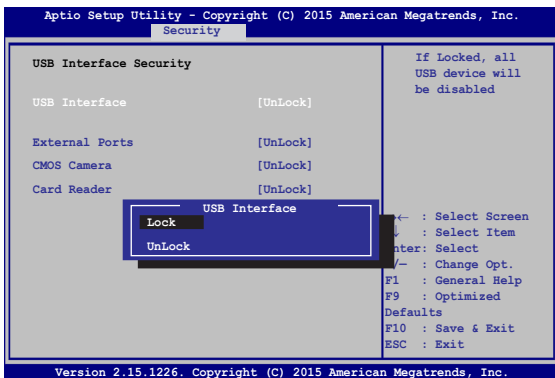 Aptio Setup Utility - Copyright (C) 2015 American Megatrends, Inc.
Security
USB Interface Security
USB Interface [UnLock]
External Ports [UnLock]
CMOS Camera [UnLock]
Card Reader [UnLock]
USB Interface
Lock
UnLock
If Locked, all
USB device will
be disabled
← : Select Screen
↓ : Select Item
nter: Select
/— : Change Opt.
F1 : General Help
F9 : Optimized
Defaults
F10 : Save & Exit
ESC : Exit
Version 2.15.1226. Copyright (C) 2015 American Megatrends, Inc.